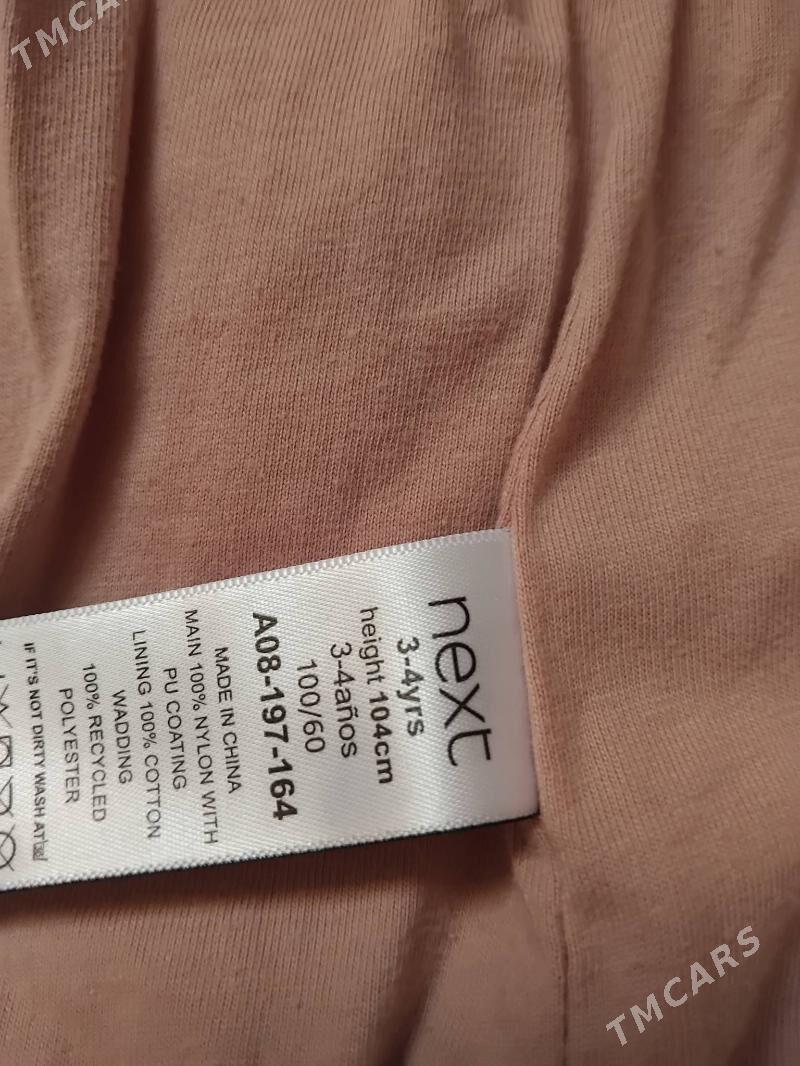 TMCARS
next
3-4yrs
height 104cm
3-4años
100/60
A08-197-164
MADE IN CHINA
MAIN 100% NYLON WITH
PU COATING
LINING 100% COTTON
WADDING
100% RECYCLED
POLYESTER
IF IT'S NOT DIRTY WASH AT
TMCARS